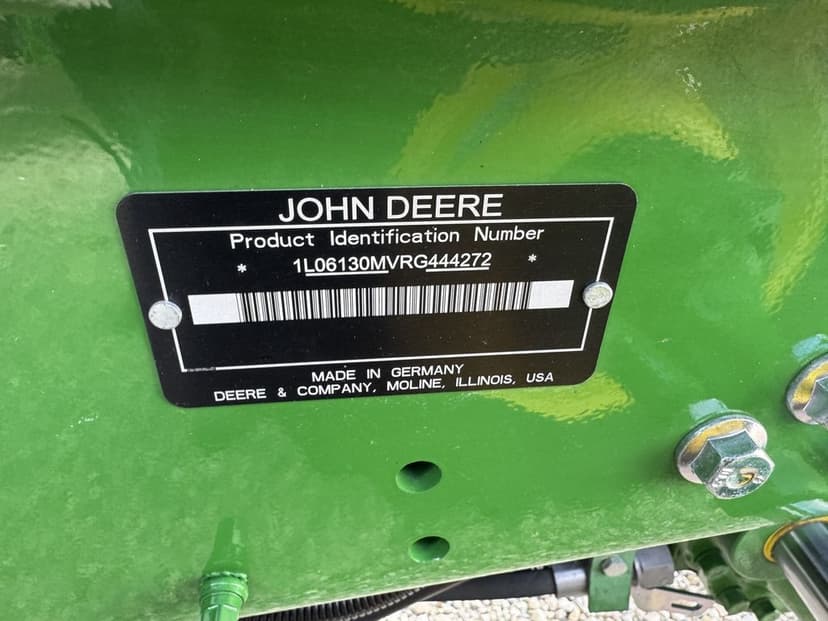 JOHN DEERE
Product Identification Number
* 1L06130MVRG444272 *
MADE IN GERMANY
DEERE & COMPANY, MOLINE, ILLINOIS, USA